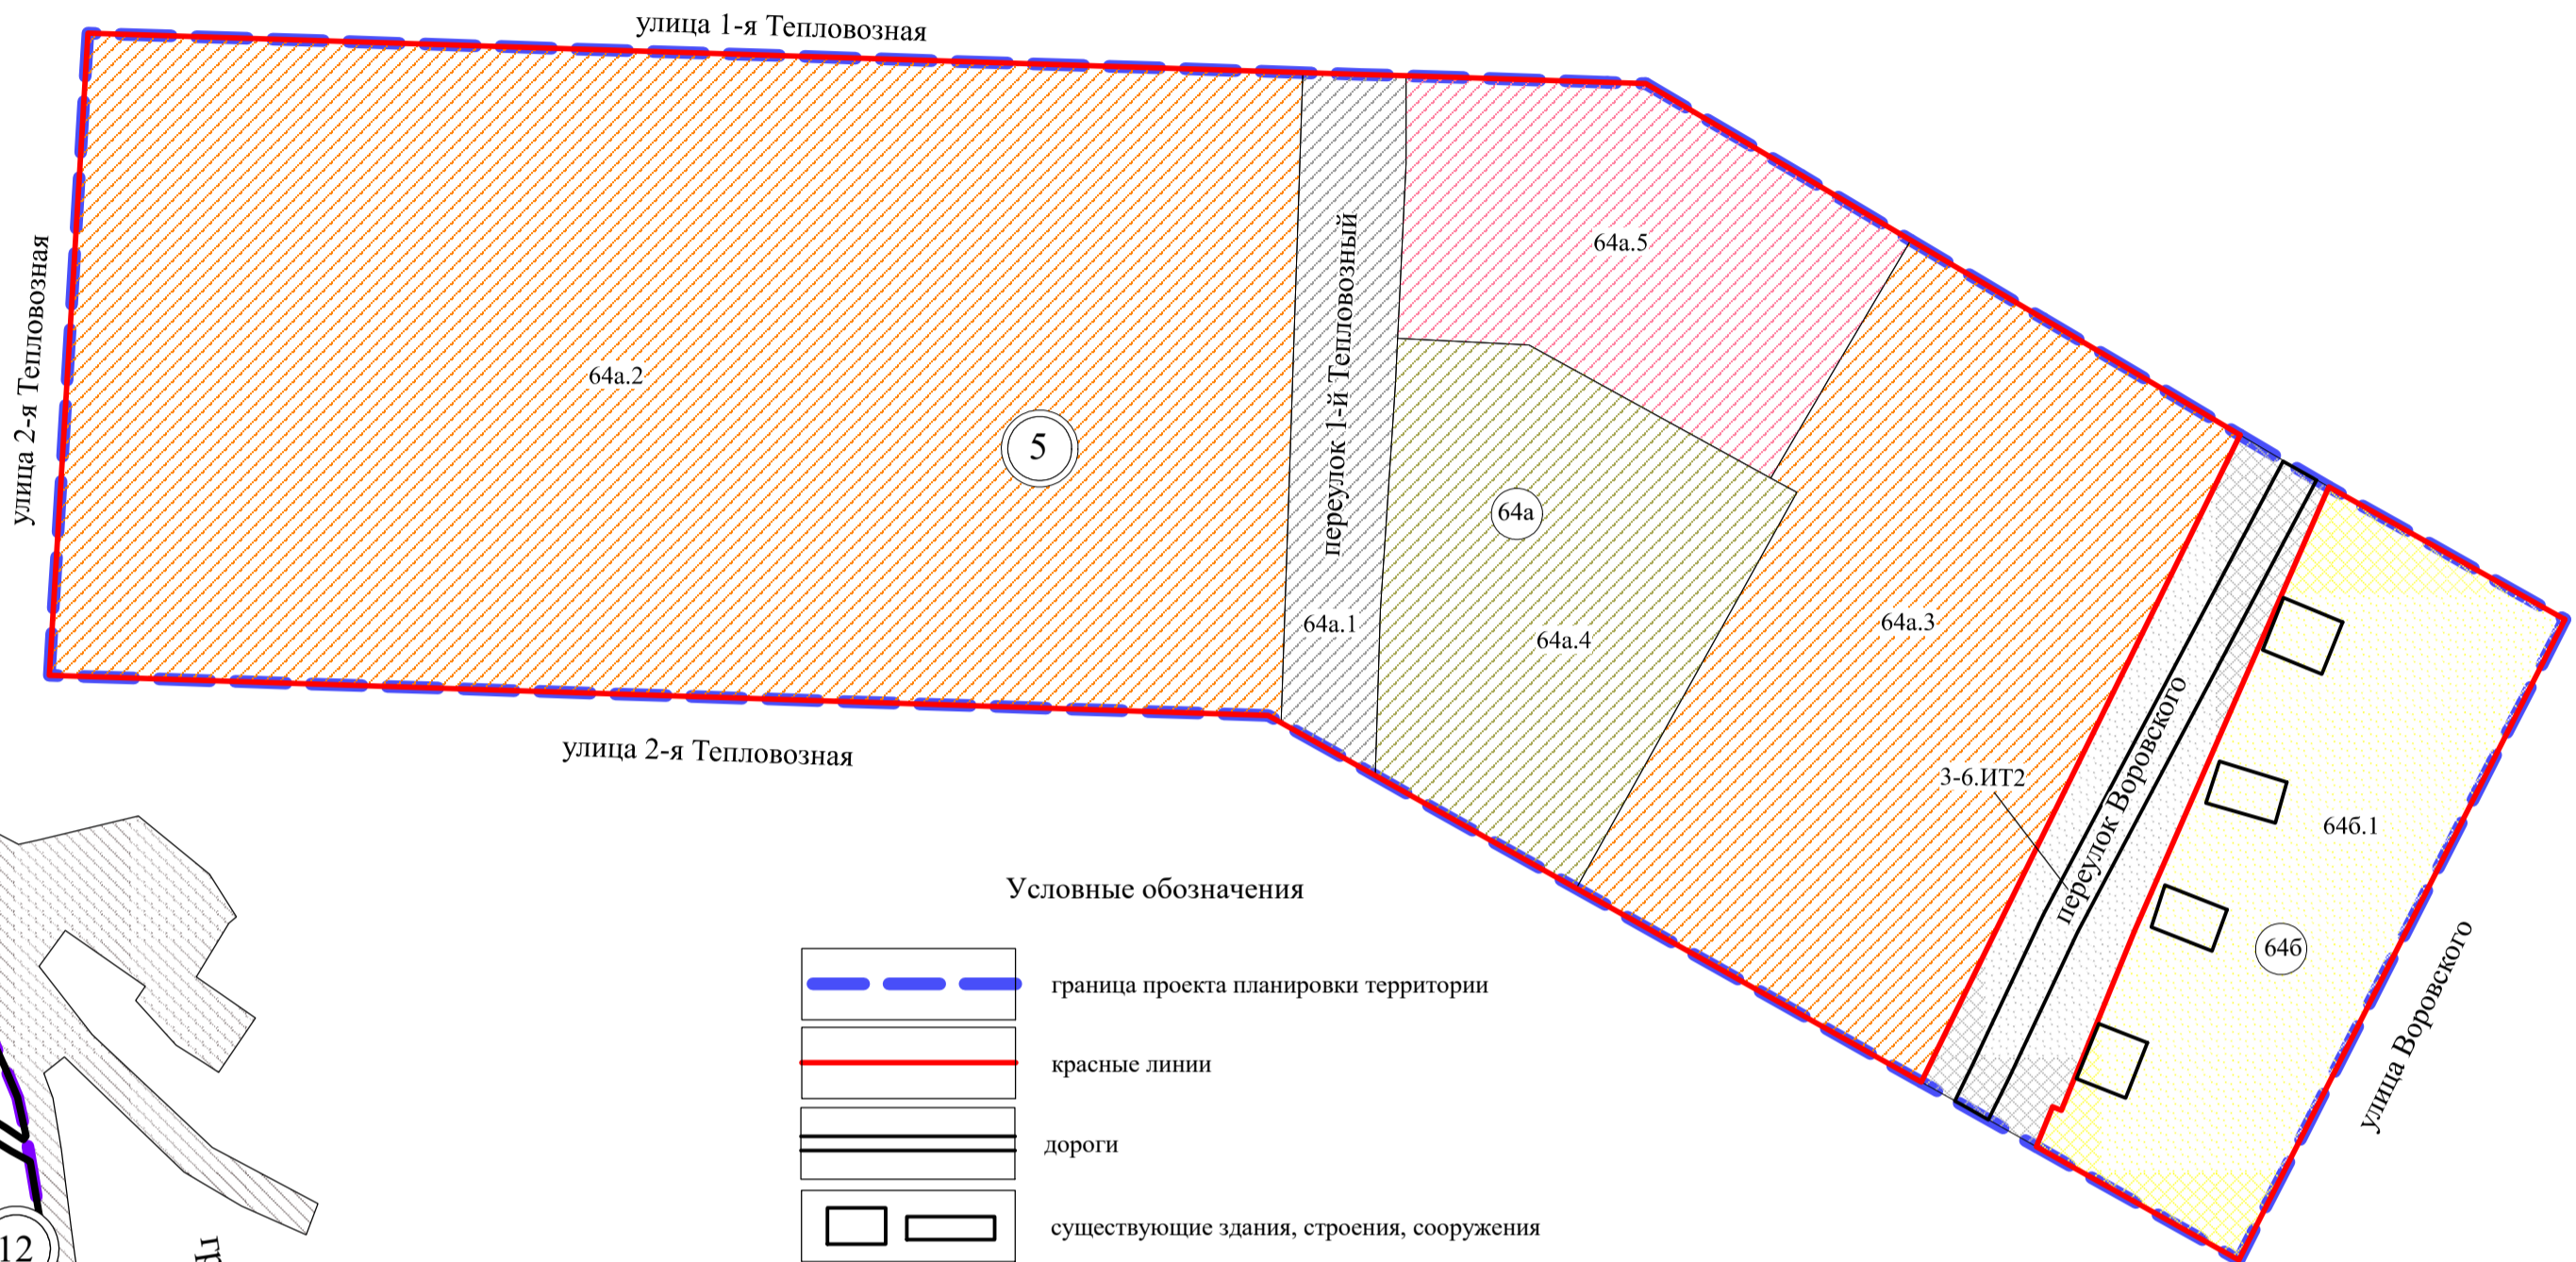 улица 1-я Тепловозная
улица 2-я Тепловозная
переулок 1-й Тепловозный
64а.5
64а.2
5
64а
64а.1
64а.4
64а.3
улица 2-я Тепловозная
3-6.ИТ2
переулок Воровского
64б.1
64б
улица Воровского
Условные обозначения
граница проекта планировки территории
красные линии
дороги
существующие здания, строения, сооружения
12